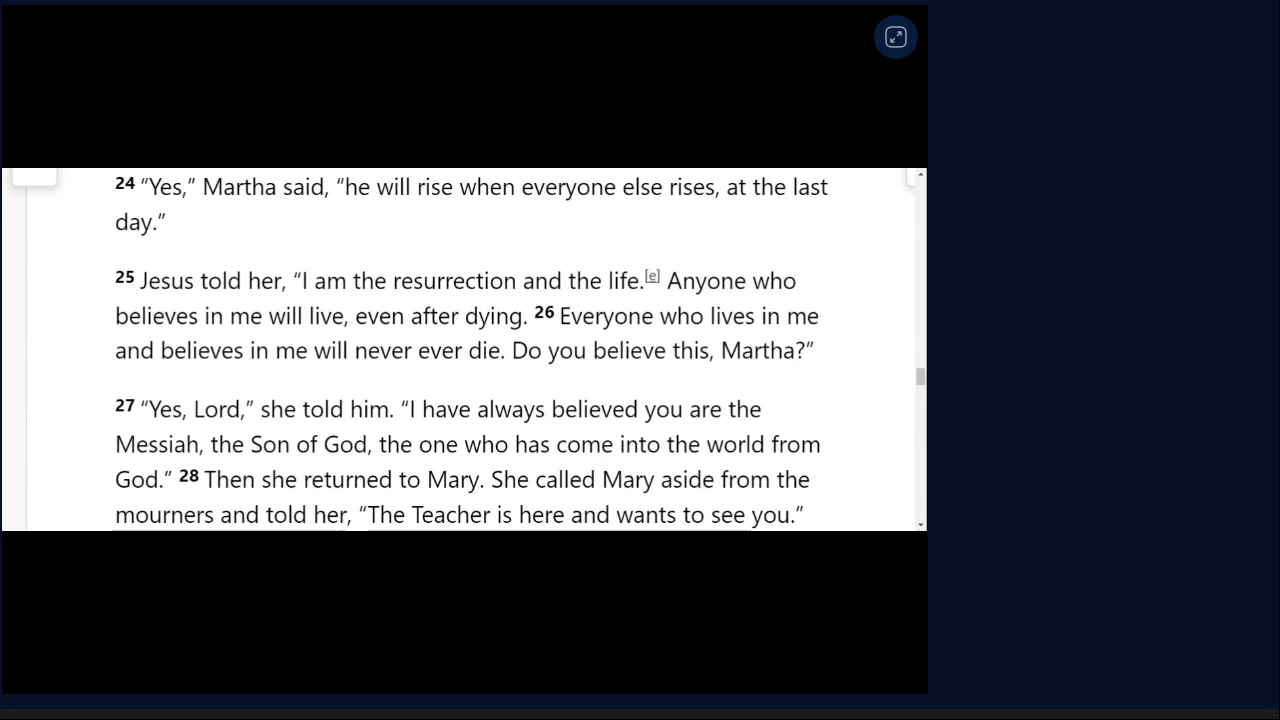 24 “Yes,” Martha said, “he will rise when everyone else rises, at the last
day.”
25 Jesus told her, “I am the resurrection and the life.[e] Anyone who
believes in me will live, even after dying. 26 Everyone who lives in me
and believes in me will never ever die. Do you believe this, Martha?”
27 “Yes, Lord,” she told him. “I have always believed you are the
Messiah, the Son of God, the one who has come into the world from
God.” 28 Then she returned to Mary. She called Mary aside from the
mourners and told her, “The Teacher is here and wants to see you.”